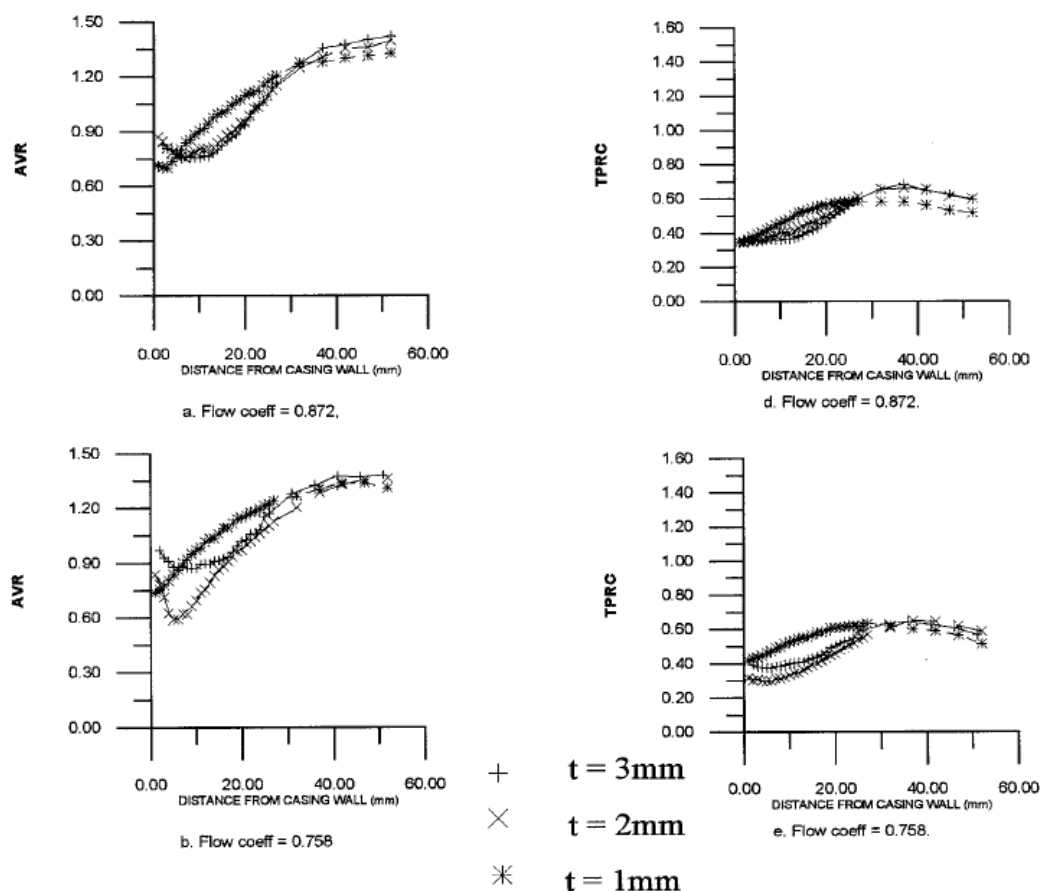 1.50
1.20
0.90
0.60
0.30
0.00
AVR
0.00 20.00 40.00 60.00
DISTANCE FROM CASING WALL (mm)
a. Flow coeff = 0.872,
1.60
1.40
1.20
1.00
0.80
0.60
0.40
0.20
0.00
TPRC
0.00 20.00 40.00 60.00
DISTANCE FROM CASING WALL (mm)
d. Flow coeff = 0.872.
1.50
1.20
0.90
0.60
0.30
0.00
AVR
0.00 20.00 40.00 60.00
DISTANCE FROM CASING WALL (mm)
b. Flow coeff = 0.758
1.60
1.40
1.20
1.00
0.80
0.60
0.40
0.20
0.00
TPRC
0.00 20.00 40.00 60.00
DISTANCE FROM CASING WALL (mm)
e. Flow coeff = 0.758.
t = 3mm
t = 2mm
t = 1mm